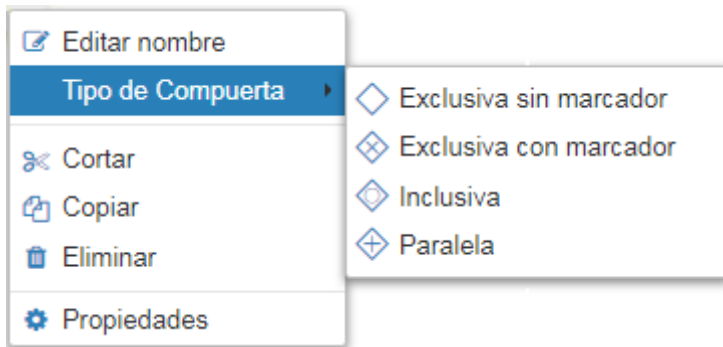 Editar nombre
Tipo de Compuerta
Cortar
Copiar
Eliminar
Propiedades
Exclusiva sin marcador
Exclusiva con marcador
Inclusiva
Paralela